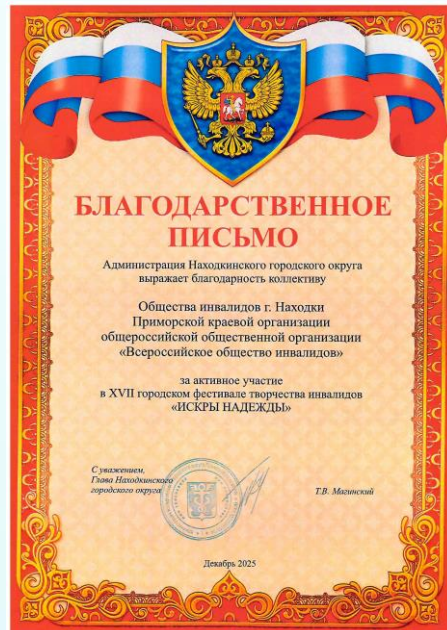 БЛАГОДАРСТВЕННОЕ
ПИСЬМО
Администрация Находкинского городского округа
выражает благодарность коллективу
Общества инвалидов г. Находки
Приморской краевой организации
общероссийской общественной организации
«Всероссийское общество инвалидов»
за активное участие
в XVII городском фестивале творчества инвалидов
«ИСКРЫ НАДЕЖДЫ»
С уважением,
Глава Находкинского
городского округа
Т.В. Магинский
Декабрь 2025